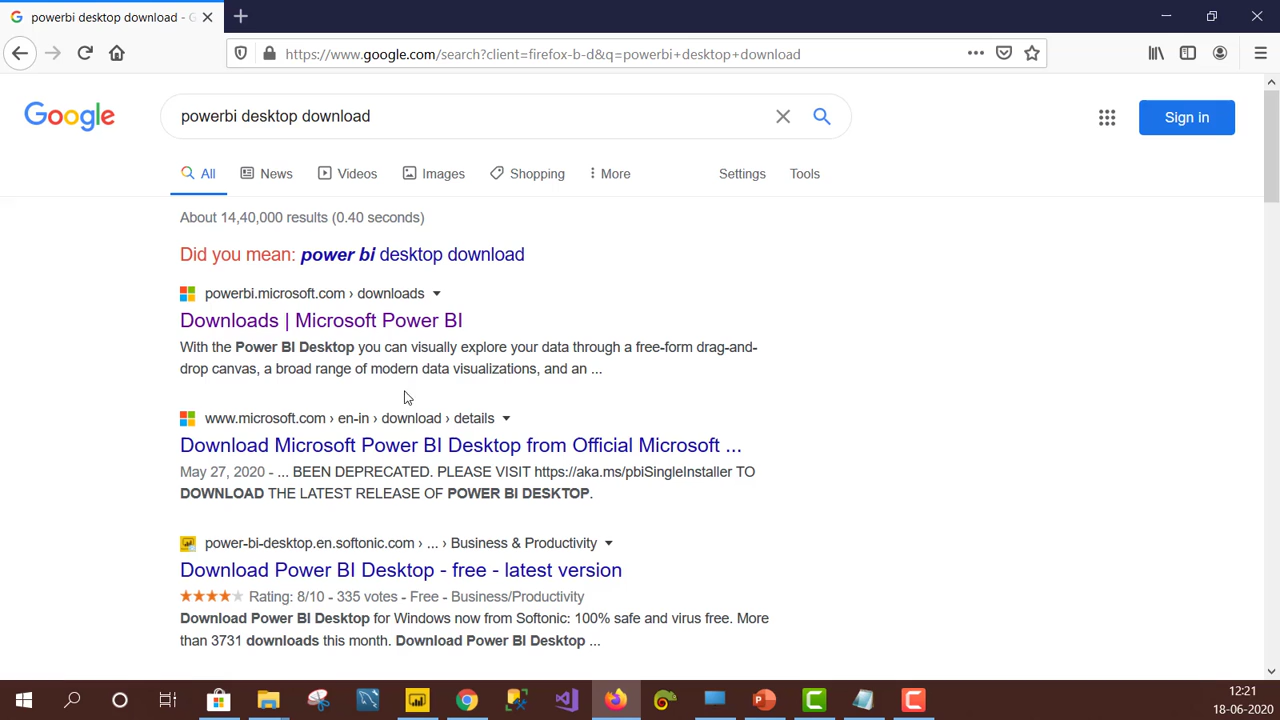 powerbi desktop download - G
https://www.google.com/search?client=firefox-b-d&q=powerbi+desktop+download
Google
powerbi desktop download
Sign in
All
News
Videos
Images
Shopping
More
Settings
Tools
About 14,40,000 results (0.40 seconds)
Did you mean: power bi desktop download
powerbi.microsoft.com › downloads
Downloads | Microsoft Power BI
With the Power BI Desktop you can visually explore your data through a free-form drag-and-
drop canvas, a broad range of modern data visualizations, and an ...
www.microsoft.com › en-in › download › details
Download Microsoft Power BI Desktop from Official Microsoft ...
May 27, 2020 - ... BEEN DEPRECATED. PLEASE VISIT https://aka.ms/pbiSingleInstaller TO
DOWNLOAD THE LATEST RELEASE OF POWER BI DESKTOP.
power-bi-desktop.en.softonic.com › ... › Business & Productivity
Download Power BI Desktop - free - latest version
Rating: 8/10 - 335 votes - Free - Business/Productivity
Download Power BI Desktop for Windows now from Softonic: 100% safe and virus free. More
than 3731 downloads this month. Download Power BI Desktop ...
12:21
18-06-2020